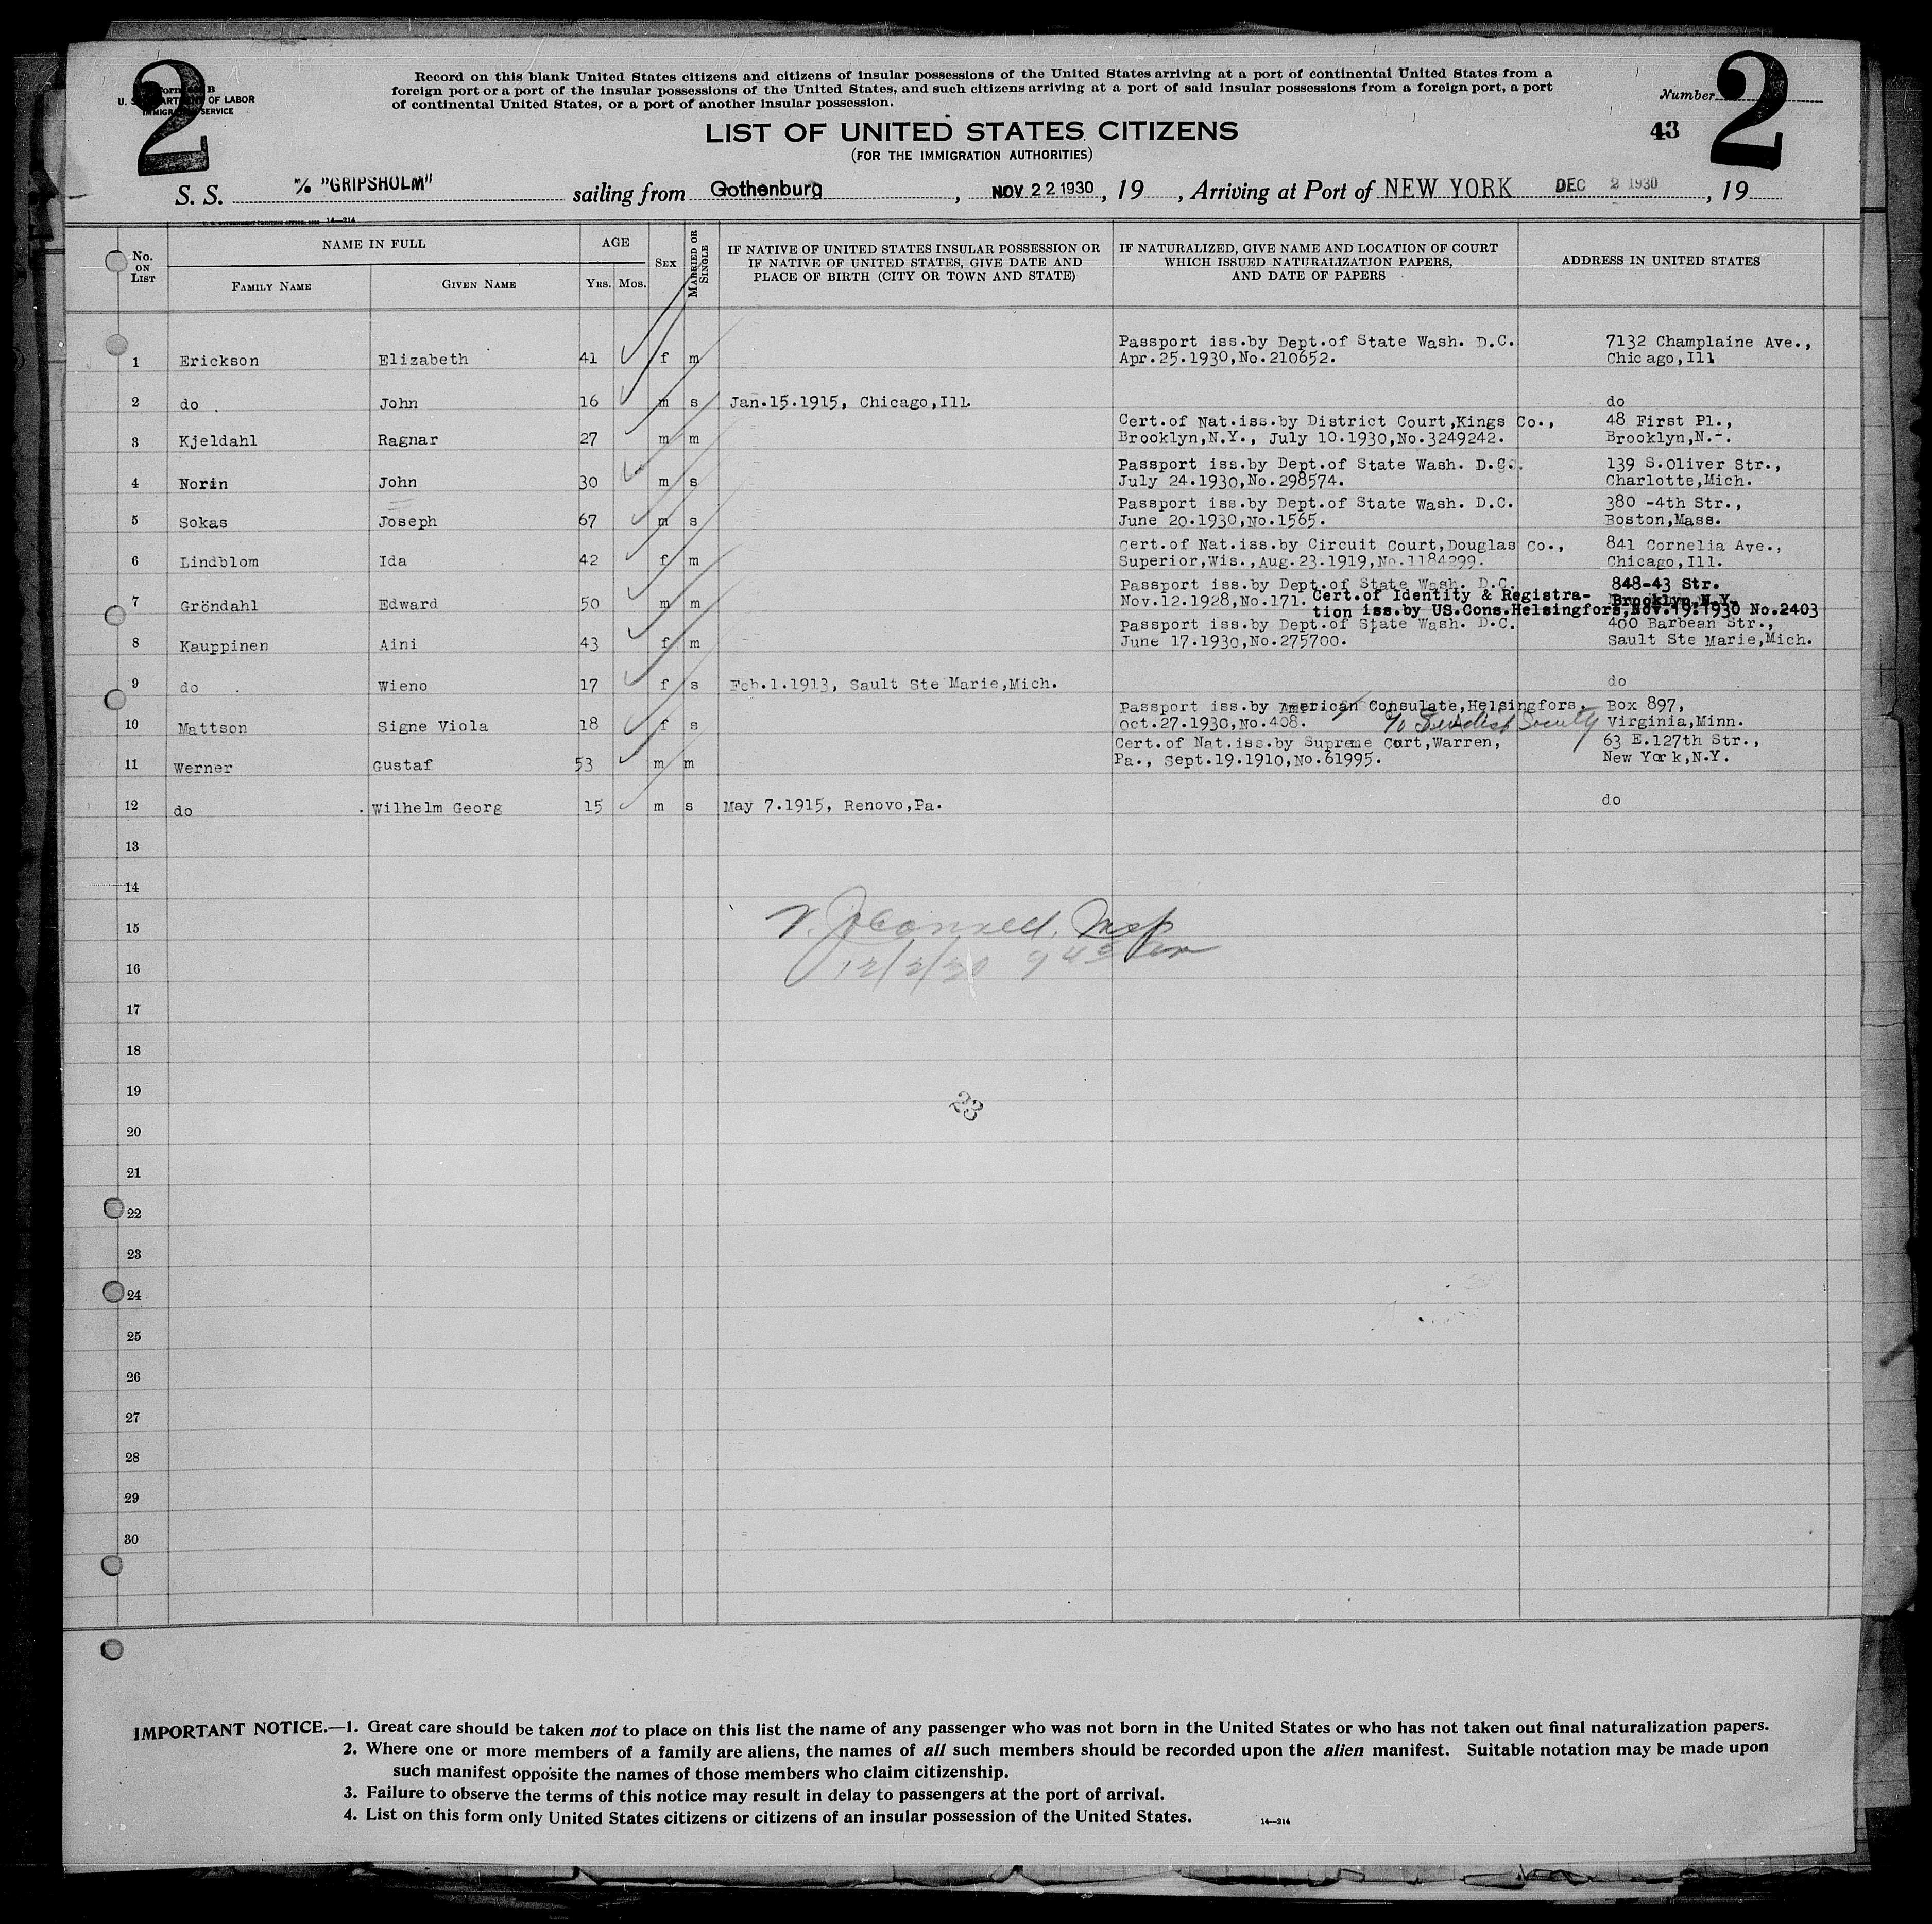 2
2
Form 630 B
U. S. DEPARTMENT OF LABOR
IMMIGRATION SERVICE
Record on this blank United States citizens and citizens of insular possessions of the United States arriving at a port of continental United States from a
foreign port or a port of the insular possessions of the United States, and such citizens arriving at a port of said insular possessions from a foreign port, a port
of continental United States, or a port of another insular possession.
Number
43
LIST OF UNITED STATES CITIZENS
(FOR THE IMMIGRATION AUTHORITIES)
S. S. M/S "GRIPSHOLM" sailing from Gothenburg, NOV 22 1930, 19 , Arriving at Port of NEW YORK DEC 2 1930, 19
U. S. GOVERNMENT PRINTING OFFICE: 14—214
No. ON LIST
NAME IN FULL
FAMILY NAME
GIVEN NAME
AGE
YRS. MOS.
SEX
MARRIED OR SINGLE
IF NATIVE OF UNITED STATES INSULAR POSSESSION OR
IF NATIVE OF UNITED STATES, GIVE DATE AND
PLACE OF BIRTH (CITY OR TOWN AND STATE)
IF NATURALIZED, GIVE NAME AND LOCATION OF COURT
WHICH ISSUED NATURALIZATION PAPERS,
AND DATE OF PAPERS
ADDRESS IN UNITED STATES
Passport iss.by Dept.of State Wash. D.C. 7132 Champlaine Ave.,
1 Erickson Elizabeth 41 f m Apr.25.1930,No.210652. Chicago,Ill
2 do John 16 m s Jan.15.1915, Chicago,Ill. do
Cert.of Nat.iss.by District Court,Kings Co., 48 First Pl.,
3 Kjeldahl Ragnar 27 m m Brooklyn,N.Y., July 10.1930,No.3249242. Brooklyn,N.-.
Passport iss.by Dept.of State Wash. D.C. 139 S.Oliver Str.,
4 Norin John 30 m s July 24.1930,No.298574. Charlotte,Mich.
Passport iss.by Dept.of State Wash. D.C. 380 -4th Str.,
5 Sokas Joseph 67 m s June 20.1930,No.1565. Boston,Mass.
Cert.of Nat.iss.by Circuit Court,Douglas Co., 841 Cornelia Ave.,
6 Lindblom Ida 42 f m Superior,Wis.,Aug.23.1919,No.1184299. Chicago,Ill.
Passport iss.by Dept.of State Wash. D.C. 848-43 Str.
7 Gröndahl Edward 50 m m Nov.12.1928,No.171. Cert.of Identity & Registra- Brooklyn,N.Y.
tion iss.by US.Cons.Helsingfors,Nov.19.1930 No.2403
Passport iss.by Dept.of State Wash. D.C. 400 Barbean Str.,
8 Kauppinen Aini 43 f m June 17.1930,No.275700. Sault Ste Marie,Mich.
9 do Wieno 17 f s Feb.1.1913, Sault Ste Marie,Mich. do
Passport iss.by American Consulate,Helsingfors. Box 897,
10 Mattson Signe Viola 18 f s Oct.27.1930,No.408. c/o Swedish Society Virginia,Minn.
Cert.of Nat.iss.by Supreme Curt,Warren, 63 E.127th Str.,
11 Werner Gustaf 53 m m Pa., Sept.19.1910,No.61995. New York,N.Y.
12 do . Wilhelm Georg 15 m s May 7.1915, Renovo,Pa. do
13
14
15 Insp
16 12/2/30 9 45 am
17
18
19
23
20
21
22
23
24
25
26
27
28
29
30
IMPORTANT NOTICE.—1. Great care should be taken not to place on this list the name of any passenger who was not born in the United States or who has not taken out final naturalization papers.
2. Where one or more members of a family are aliens, the names of all such members should be recorded upon the alien manifest. Suitable notation may be made upon
such manifest opposite the names of those members who claim citizenship.
3. Failure to observe the terms of this notice may result in delay to passengers at the port of arrival.
4. List on this form only United States citizens or citizens of an insular possession of the United States.
14—214